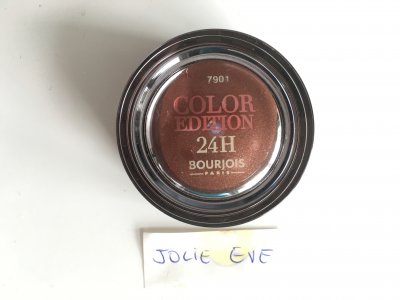 7901
COLOR
EDITION
24H
BOURJOIS
PARIS
JOLIE EVE